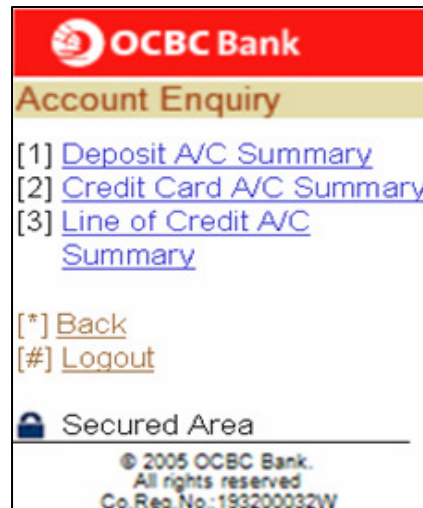 OCBC Bank
Account Enquiry
[1] Deposit A/C Summary
[2] Credit Card A/C Summary
[3] Line of Credit A/C
Summary
[*] Back
[#] Logout
Secured Area
© 2005 OCBC Bank.
All rights reserved
Co.Reg.No.:193200032W